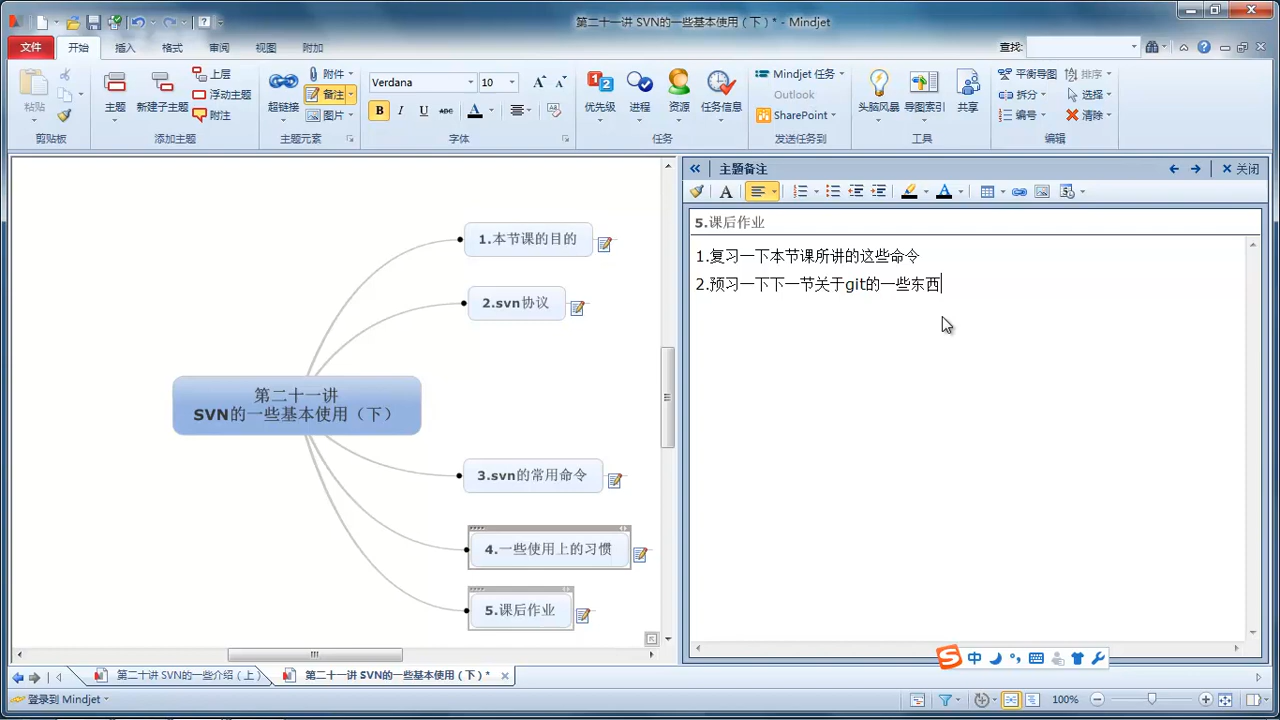 第二十一讲 SVN的一些基本使用（下）* - Mindjet
文件 开始 插入 格式 审阅 视图 附加 查找:
粘贴
剪贴板
主题 新建子主题 上层 浮动主题 附注
添加主题
超链接 附件 备注 图片
主题元素
Verdana 10
B I U abc A
字体
优先级 进程 资源 任务信息
任务
Mindjet 任务
Outlook
SharePoint
发送任务到
头脑风暴 导图索引 共享
工具
平衡导图 排序
拆分 选择
编号 清除
编辑
第二十一讲
SVN的一些基本使用（下）
1.本节课的目的
2.svn协议
3.svn的常用命令
4.一些使用上的习惯
5.课后作业
主题备注 关闭
5.课后作业
1.复习一下本节课所讲的这些命令
2.预习一下下一节关于git的一些东西
中
第二十讲 SVN的一些介绍（上） 第二十一讲 SVN的一些基本使用（下）*
登录到 Mindjet 100%